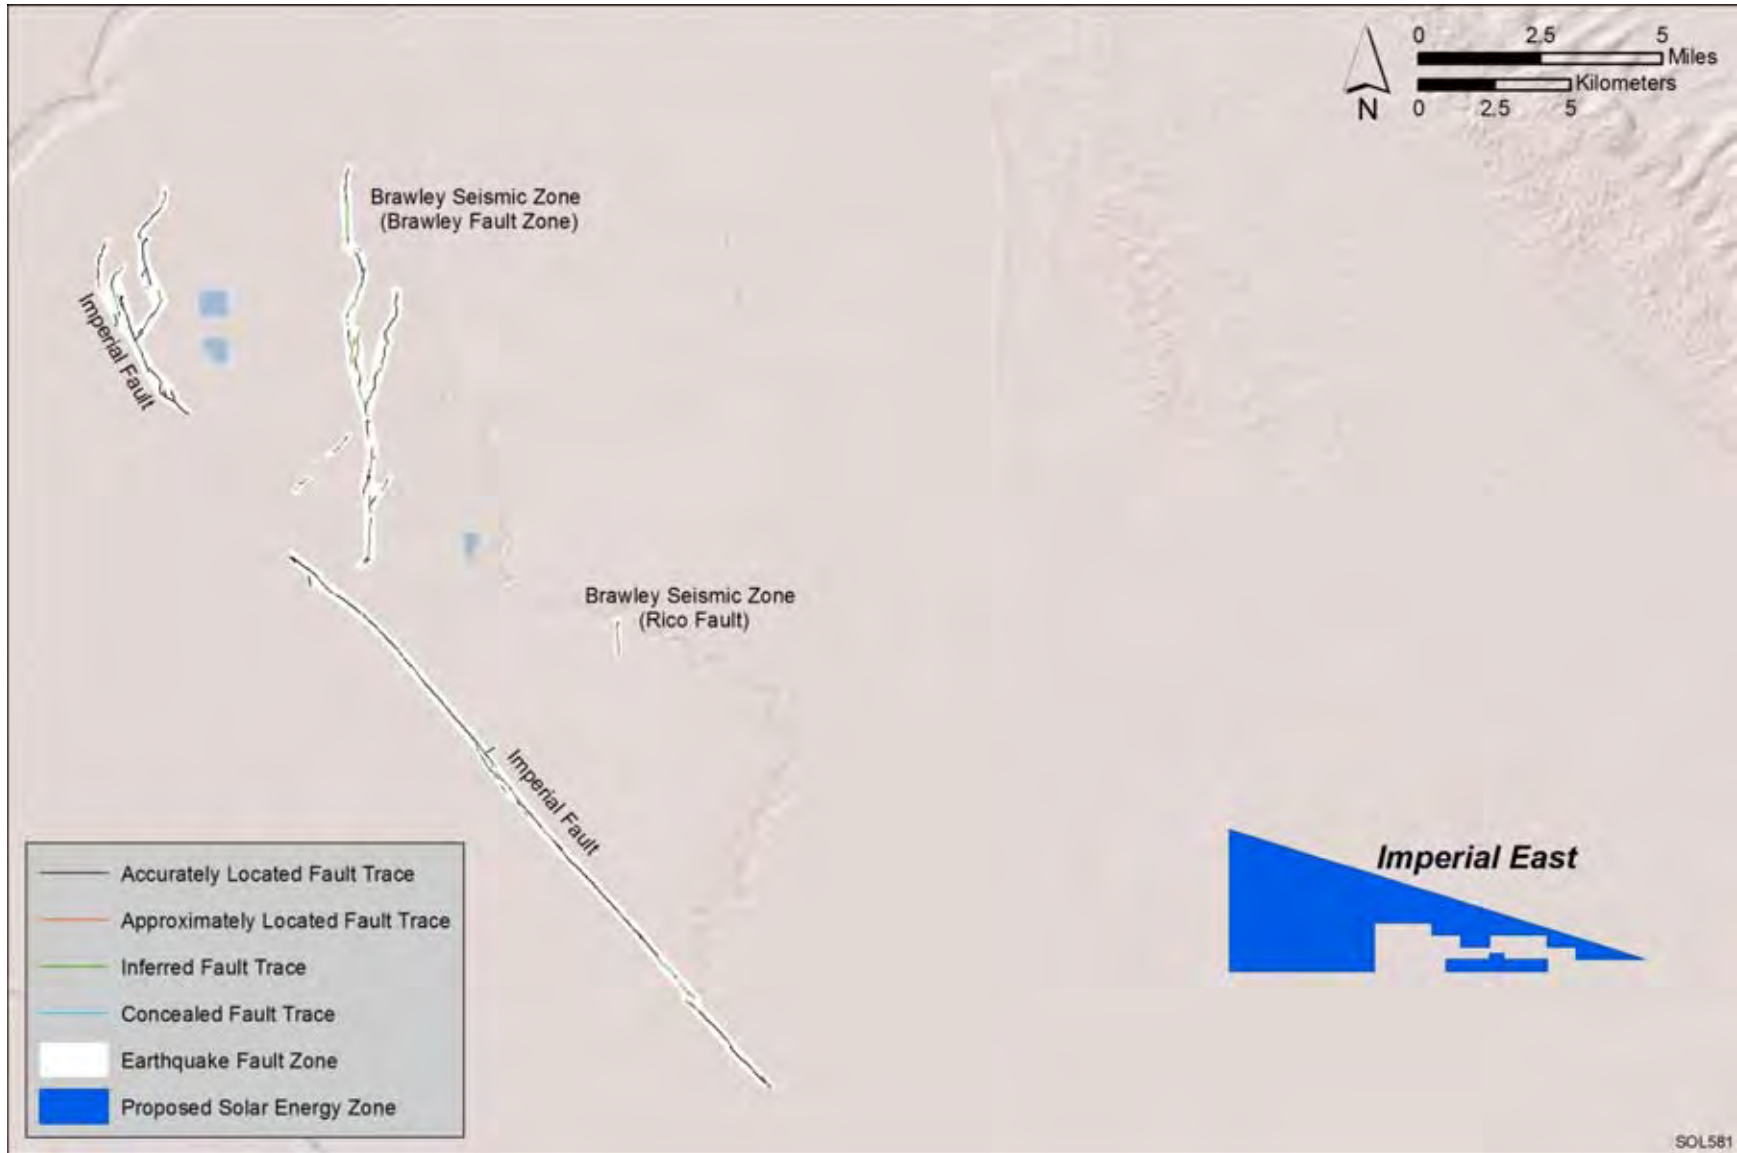 0 2.5 5
Miles
Kilometers
0 2.5 5
N
Brawley Seismic Zone
(Brawley Fault Zone)
Imperial Fault
Brawley Seismic Zone
(Rico Fault)
Imperial Fault
Imperial East
Accurately Located Fault Trace
Approximately Located Fault Trace
Inferred Fault Trace
Concealed Fault Trace
Earthquake Fault Zone
Proposed Solar Energy Zone
SOL581